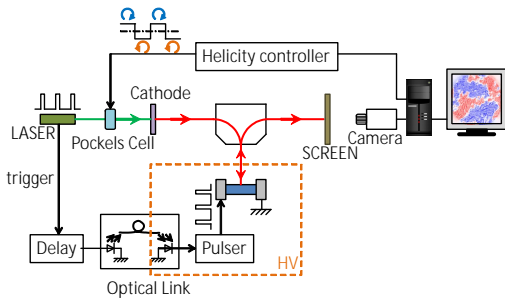 Helicity controller
Cathode
LASER
Pockels Cell
SCREEN
Camera
trigger
Delay
Pulser
HV
Optical Link